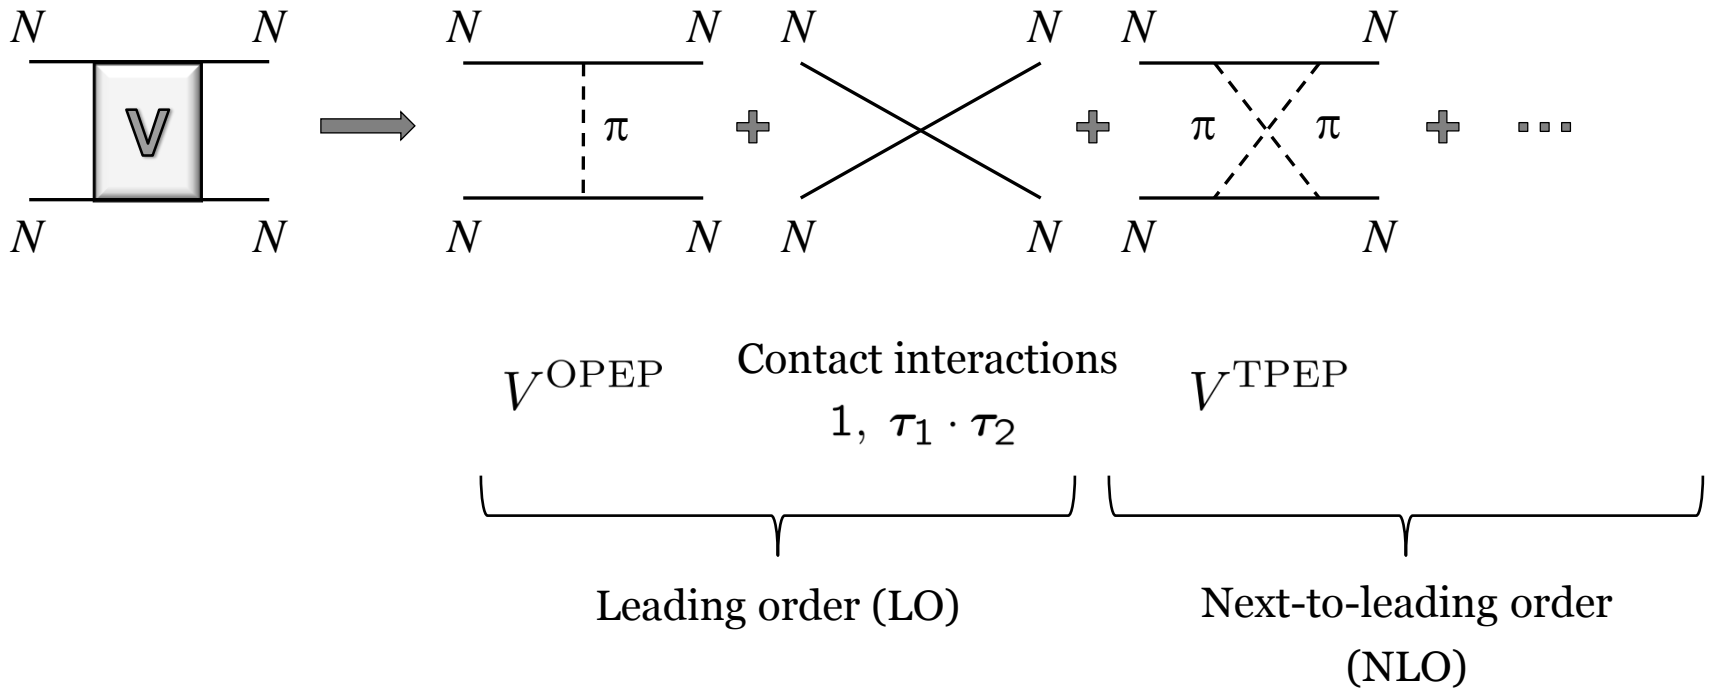 N N N N N N N N
V π + + π π + ...
N N N N N N N N
V^OPEP Contact interactions V^TPEP
1, τ₁ · τ₂
Leading order (LO) Next-to-leading order
(NLO)